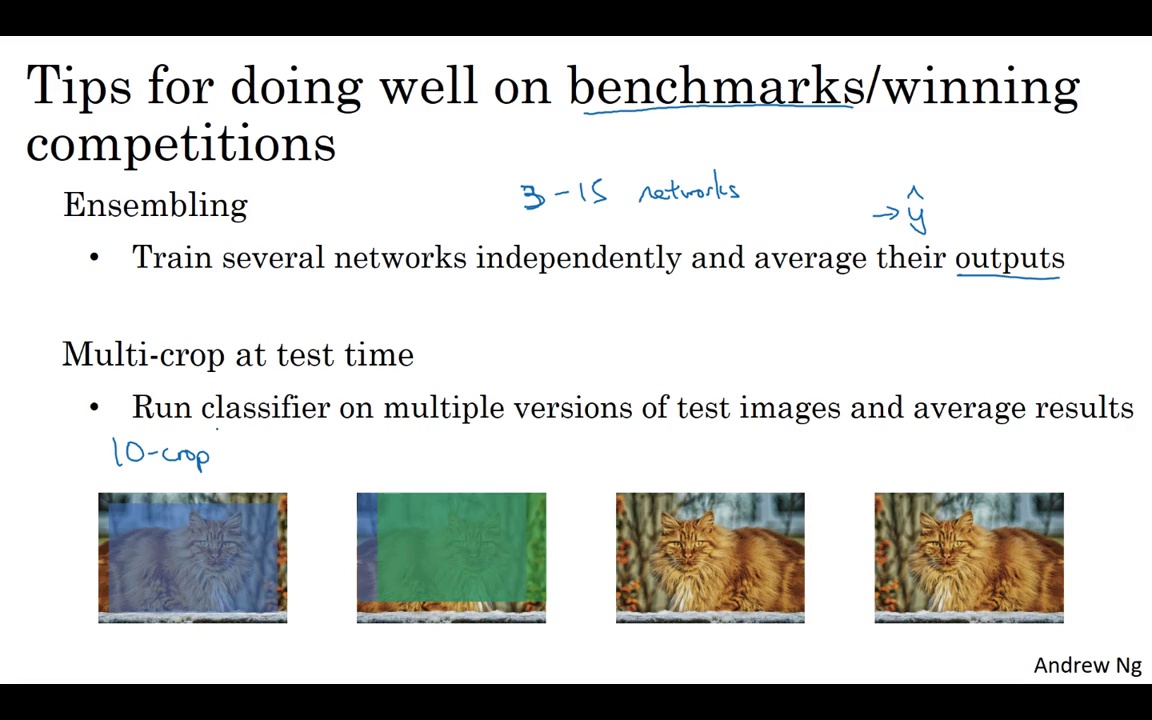 Tips for doing well on benchmarks/winning
competitions
Ensembling
3-15 networks
→ ŷ
• Train several networks independently and average their outputs
Multi-crop at test time
• Run classifier on multiple versions of test images and average results
10-crop
Andrew Ng